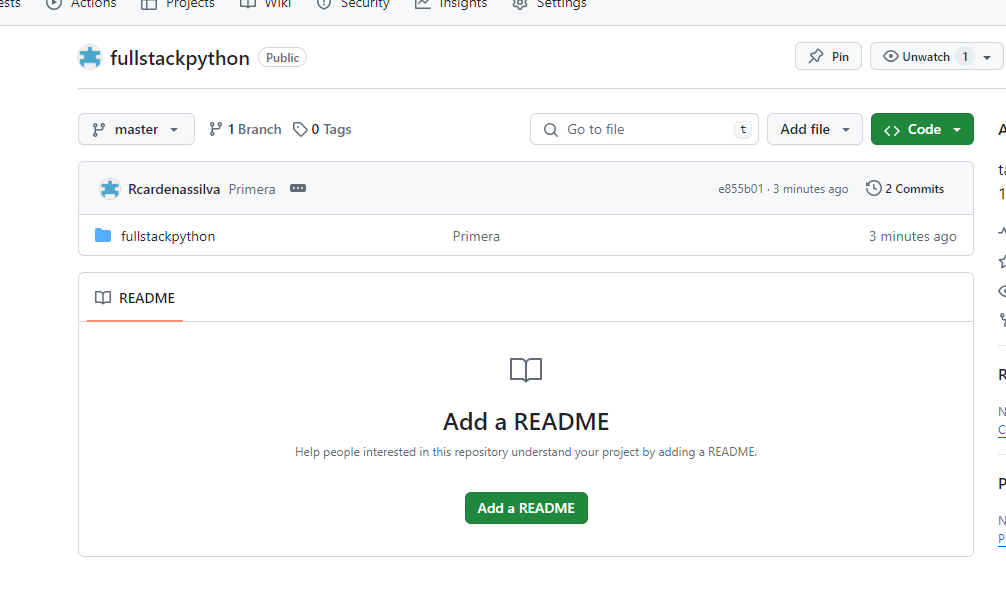 Actions Projects Wiki Security Insights Settings
fullstackpython Public
Pin
Unwatch 1
master
1 Branch
0 Tags
Go to file t
Add file
Code
Rcardenassilva Primera
e855b01 · 3 minutes ago
2 Commits
fullstackpython Primera 3 minutes ago
README
Add a README
Help people interested in this repository understand your project by adding a README.
Add a README